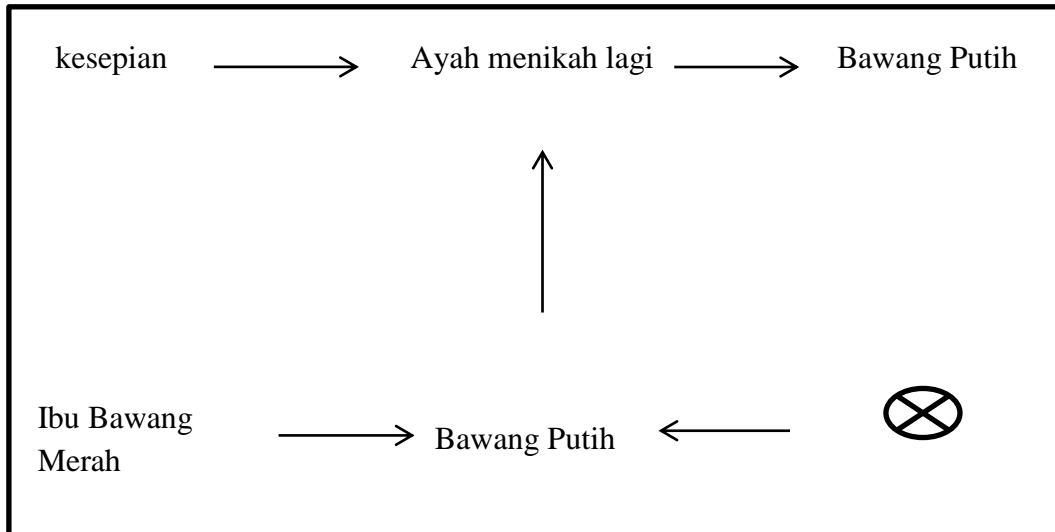 kesepian
Ayah menikah lagi
Bawang Putih
Ibu Bawang
Merah
Bawang Putih